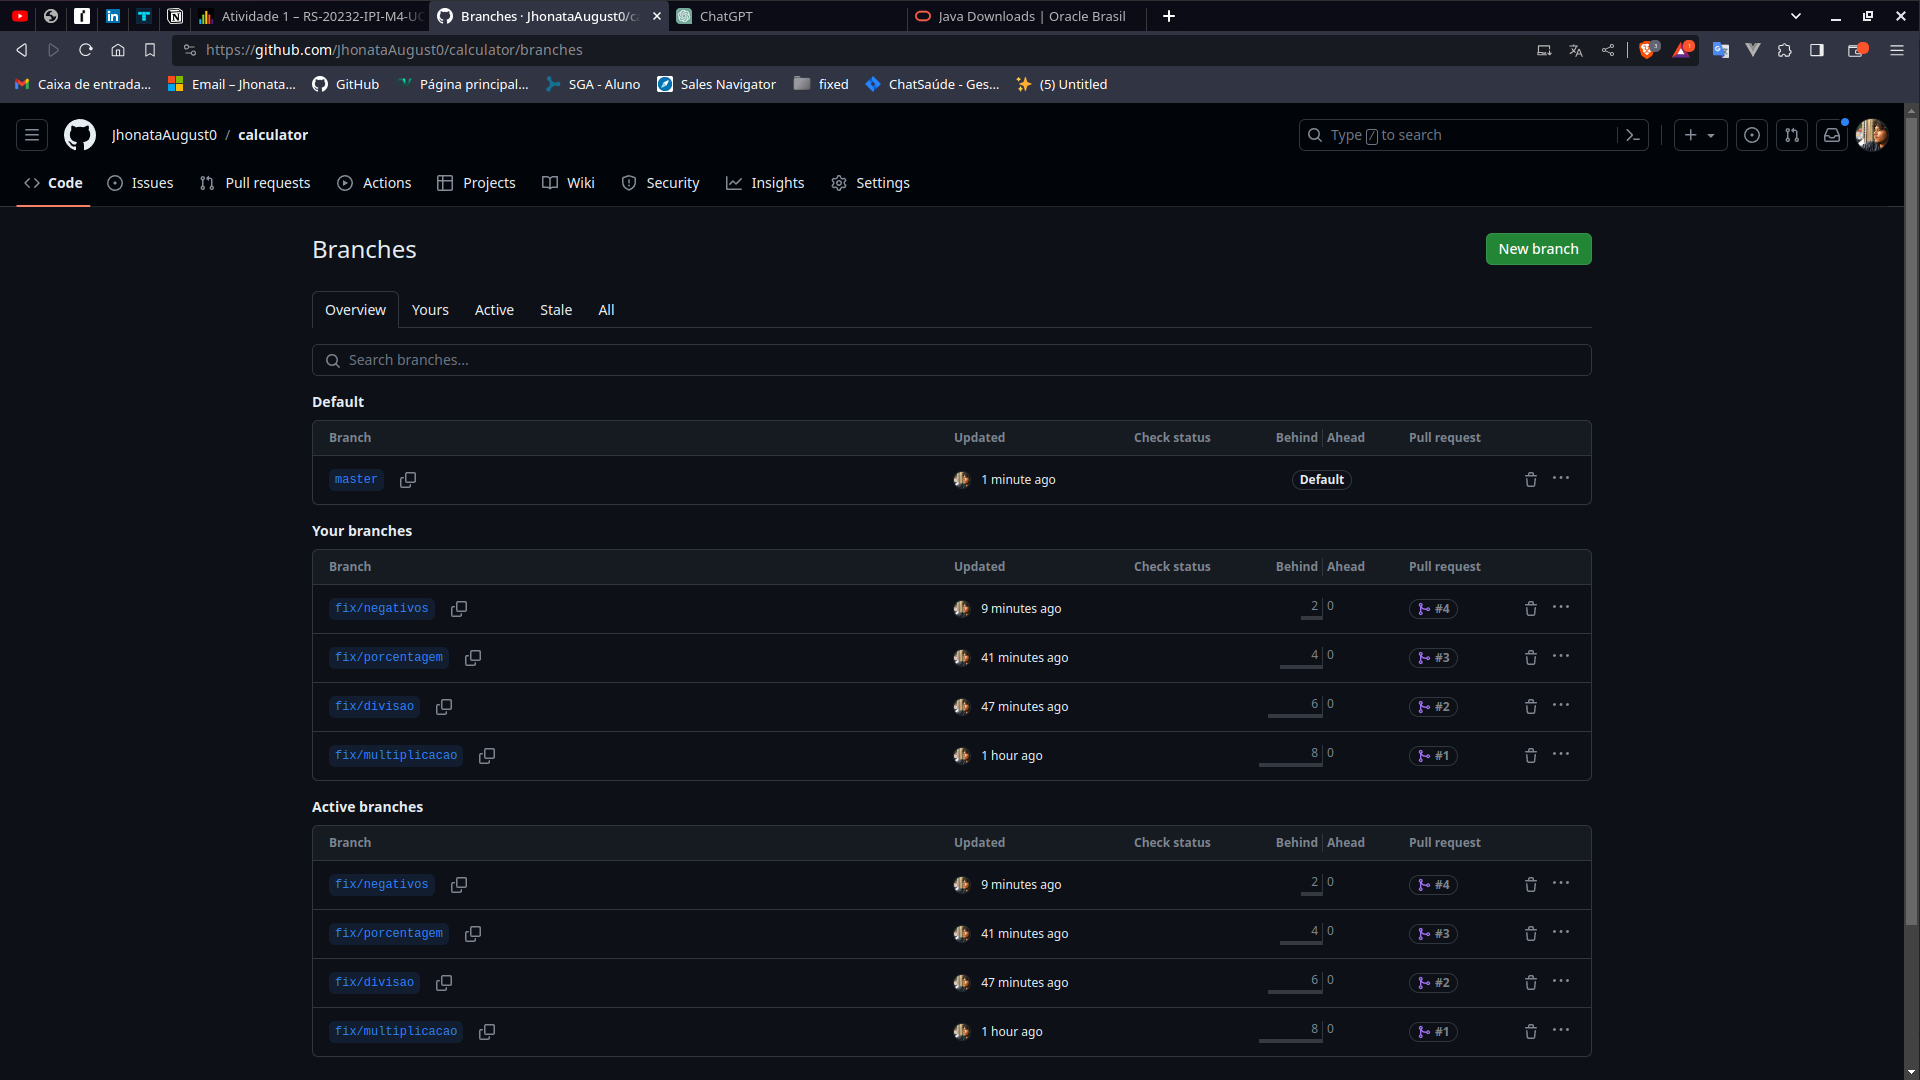 Atividade 1 – RS-20232-IPI-M4-UC
Branches · JhonataAugust0/ca
ChatGPT
Java Downloads | Oracle Brasil
https://github.com/JhonataAugust0/calculator/branches
Caixa de entrada...
Email – Jhonata...
GitHub
Página principal...
SGA - Aluno
Sales Navigator
fixed
ChatSaúde - Ges...
(5) Untitled
JhonataAugust0 / calculator
Type / to search
Code
Issues
Pull requests
Actions
Projects
Wiki
Security
Insights
Settings
Branches
New branch
Overview
Yours
Active
Stale
All
Search branches...
Default
Branch Updated Check status Behind Ahead Pull request
master 1 minute ago Default
Your branches
Branch Updated Check status Behind Ahead Pull request
fix/negativos 9 minutes ago 2 0 #4
fix/porcentagem 41 minutes ago 4 0 #3
fix/divisao 47 minutes ago 6 0 #2
fix/multiplicacao 1 hour ago 8 0 #1
Active branches
Branch Updated Check status Behind Ahead Pull request
fix/negativos 9 minutes ago 2 0 #4
fix/porcentagem 41 minutes ago 4 0 #3
fix/divisao 47 minutes ago 6 0 #2
fix/multiplicacao 1 hour ago 8 0 #1